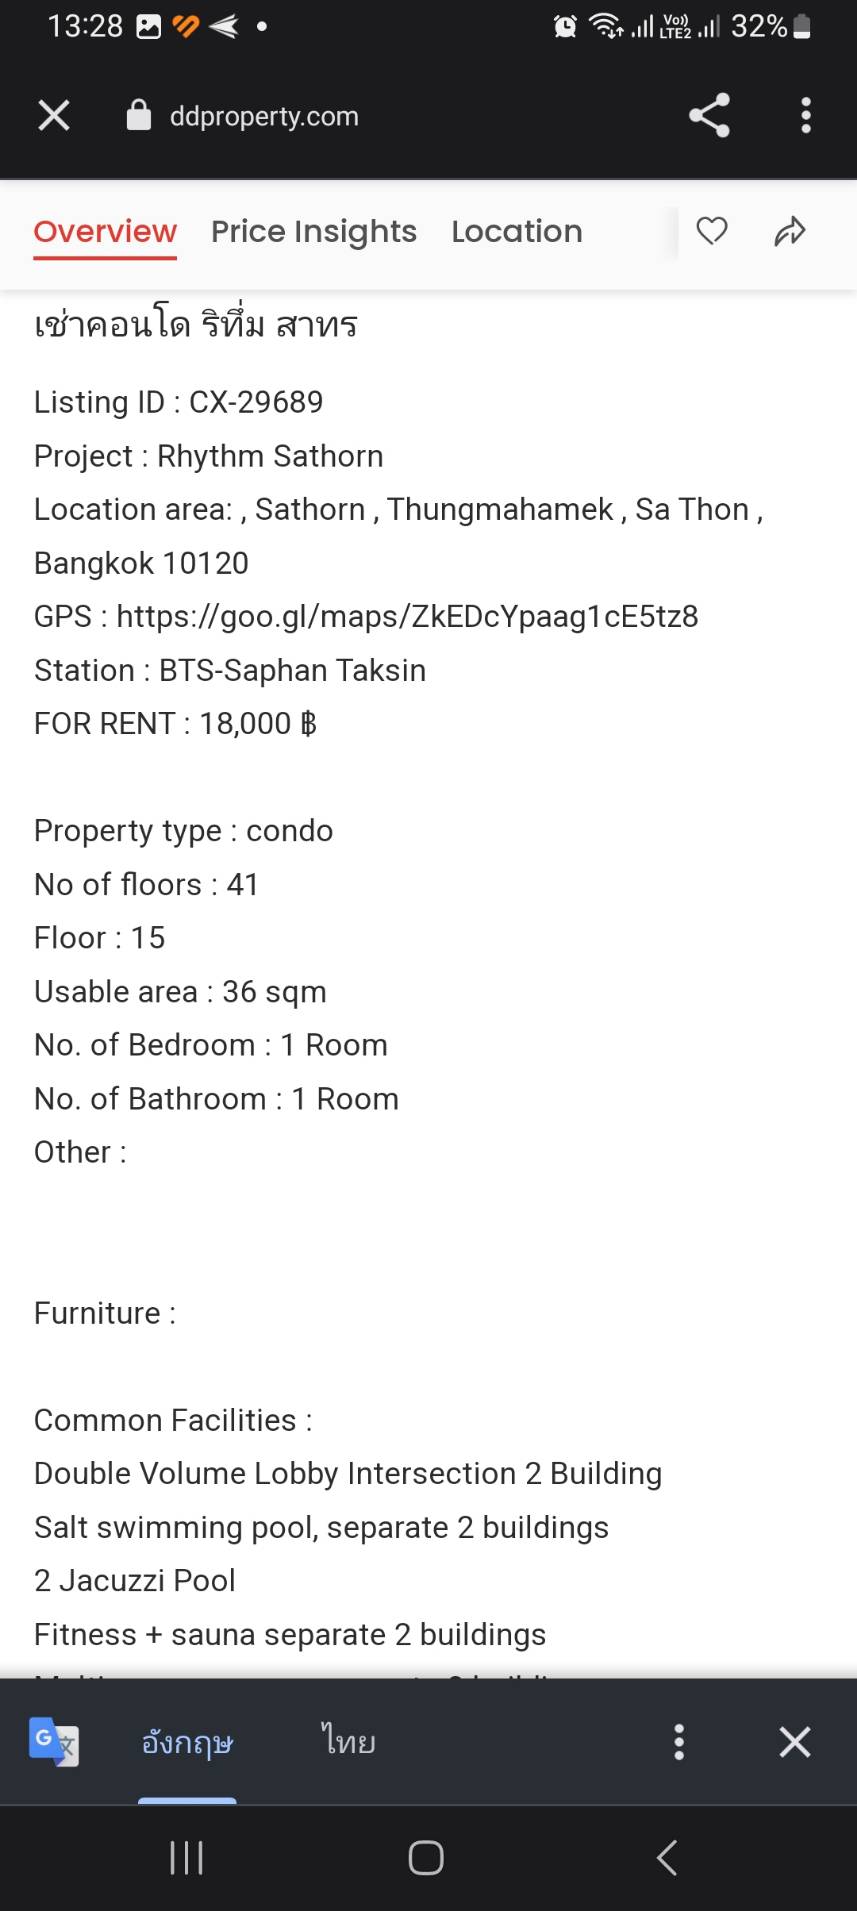 13:28
Vo))
LTE2
32%
ddproperty.com
Overview Price Insights Location
เช่าคอนโด ริทึ่ม สาทร
Listing ID : CX-29689
Project : Rhythm Sathorn
Location area: , Sathorn , Thungmahamek , Sa Thon ,
Bangkok 10120
GPS : https://goo.gl/maps/ZkEDcYpaag1cE5tz8
Station : BTS-Saphan Taksin
FOR RENT : 18,000 ฿
Property type : condo
No of floors : 41
Floor : 15
Usable area : 36 sqm
No. of Bedroom : 1 Room
No. of Bathroom : 1 Room
Other :
Furniture :
Common Facilities :
Double Volume Lobby Intersection 2 Building
Salt swimming pool, separate 2 buildings
2 Jacuzzi Pool
Fitness + sauna separate 2 buildings
อังกฤษ ไทย